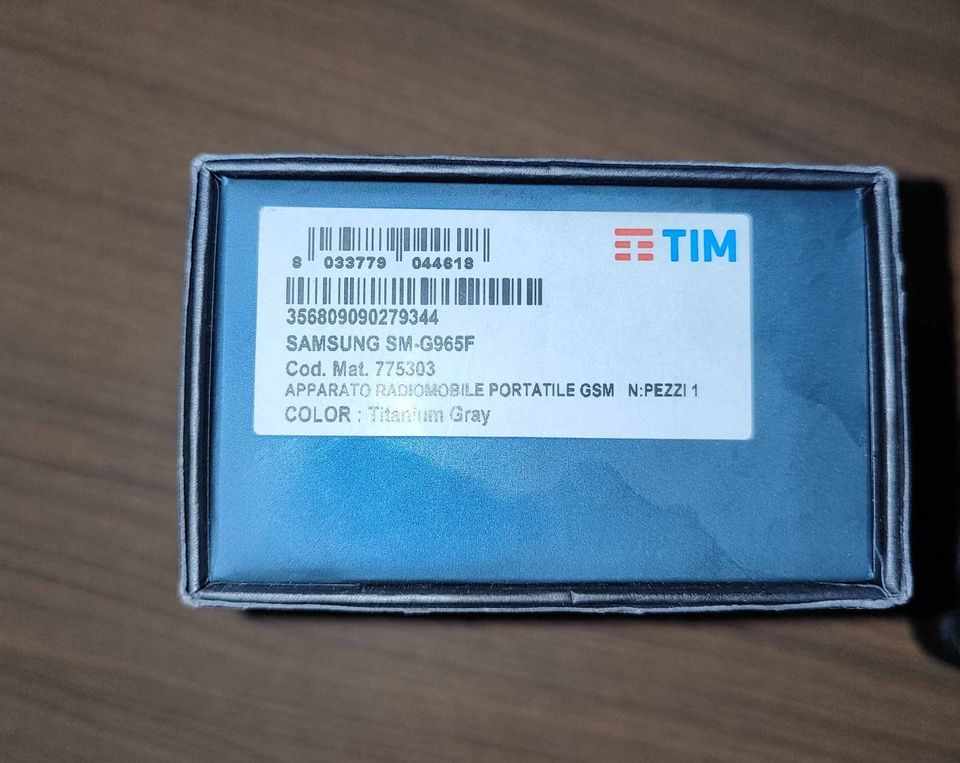 TIM
8 033779 044618
356809090279344
SAMSUNG SM-G965F
Cod. Mat. 775303
APPARATO RADIOMOBILE PORTATILE GSM N:PEZZI 1
COLOR : Titanium Gray